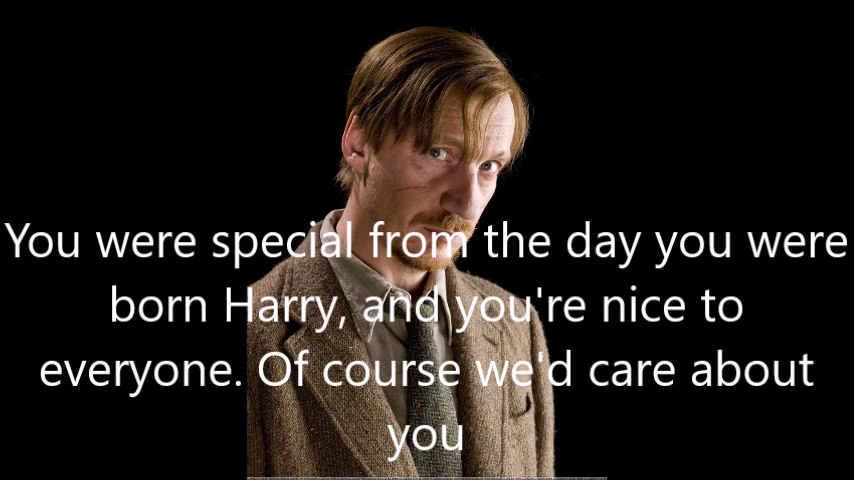 You were special from the day you were
born Harry, and you're nice to
everyone. Of course we'd care about
you